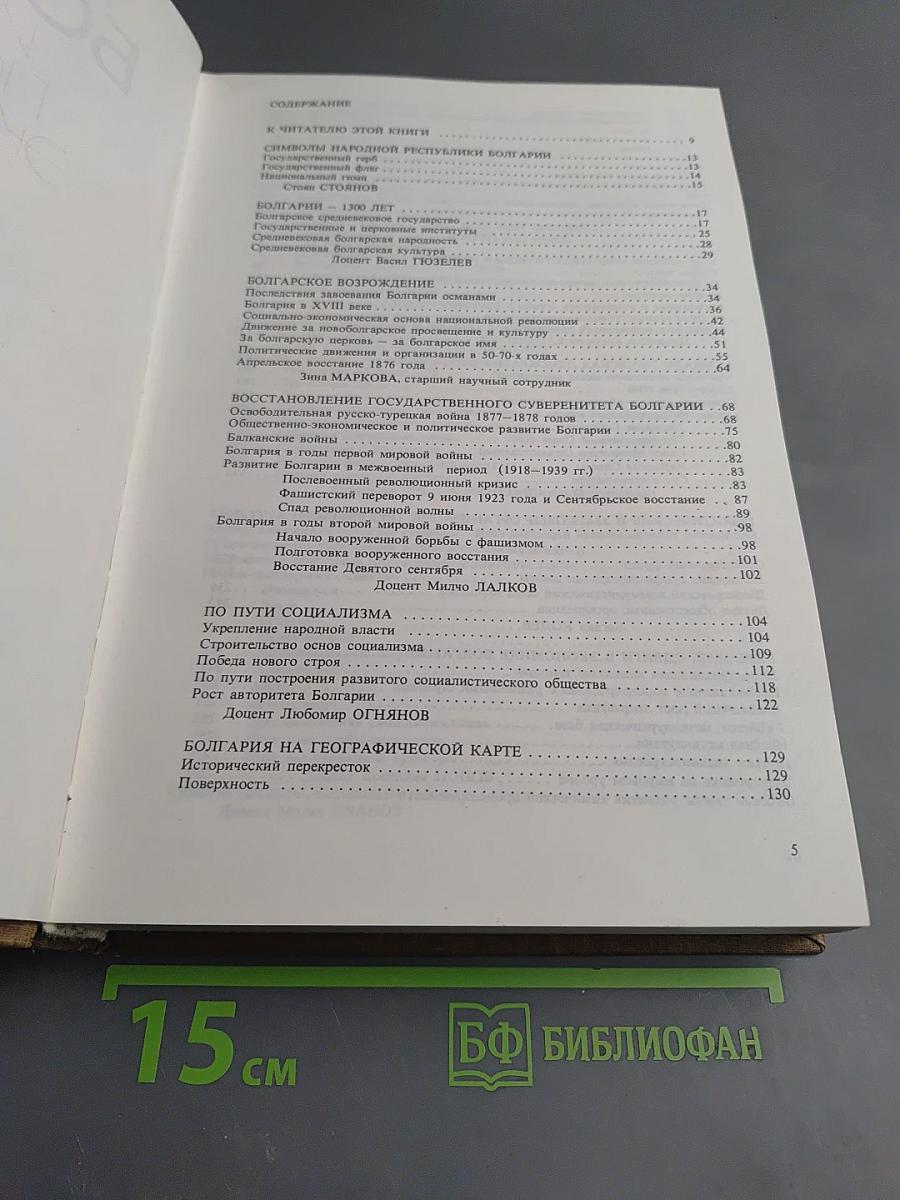 СОДЕРЖАНИЕ
К ЧИТАТЕЛЮ ЭТОЙ КНИГИ ........ 9
СИМВОЛЫ НАРОДНОЙ РЕСПУБЛИКИ БОЛГАРИИ ........ 13
Государственный герб ........ 13
Государственный флаг ........ 14
Национальный гимн ........ 15
Стоян СТОЯНОВ
БОЛГАРИИ — 1300 ЛЕТ ........ 17
Болгарское средневековое государство ........ 17
Государственные и церковные институты ........ 25
Средневековая болгарская народность ........ 28
Средневековая болгарская культура ........ 29
Доцент Васил ГЮЗЕЛЕВ
БОЛГАРСКОЕ ВОЗРОЖДЕНИЕ ........ 34
Последствия завоевания Болгарии османами ........ 34
Болгария в XVIII веке ........ 36
Социально-экономическая основа национальной революции ........ 42
Движение за новоболгарское просвещение и культуру ........ 44
За болгарскую церковь — за болгарское имя ........ 51
Политические движения и организации в 50-70-х годах ........ 55
Апрельское восстание 1876 года ........ 64
Зина МАРКОВА, старший научный сотрудник
ВОССТАНОВЛЕНИЕ ГОСУДАРСТВЕННОГО СУВЕРЕНИТЕТА БОЛГАРИИ . . 68
Освободительная русско-турецкая война 1877—1878 годов ........ 68
Общественно-экономическое и политическое развитие Болгарии ........ 75
Балканские войны ........ 80
Болгария в годы первой мировой войны ........ 82
Развитие Болгарии в межвоенный период (1918—1939 гг.) ........ 83
Послевоенный революционный кризис ........ 83
Фашистский переворот 9 июня 1923 года и Сентябрьское восстание . . 87
Спад революционной волны ........ 89
Болгария в годы второй мировой войны ........ 98
Начало вооруженной борьбы с фашизмом ........ 98
Подготовка вооруженного восстания ........ 101
Восстание Девятого сентября ........ 102
Доцент Милчо ЛАЛКОВ
ПО ПУТИ СОЦИАЛИЗМА ........ 104
Укрепление народной власти ........ 104
Строительство основ социализма ........ 109
Победа нового строя ........ 112
По пути построения развитого социалистического общества ........ 118
Рост авторитета Болгарии ........ 122
Доцент Любомир ОГНЯНОВ
БОЛГАРИЯ НА ГЕОГРАФИЧЕСКОЙ КАРТЕ ........ 129
Исторический перекресток ........ 129
Поверхность ........ 130
5
15 см
БФ БИБЛИОФАН